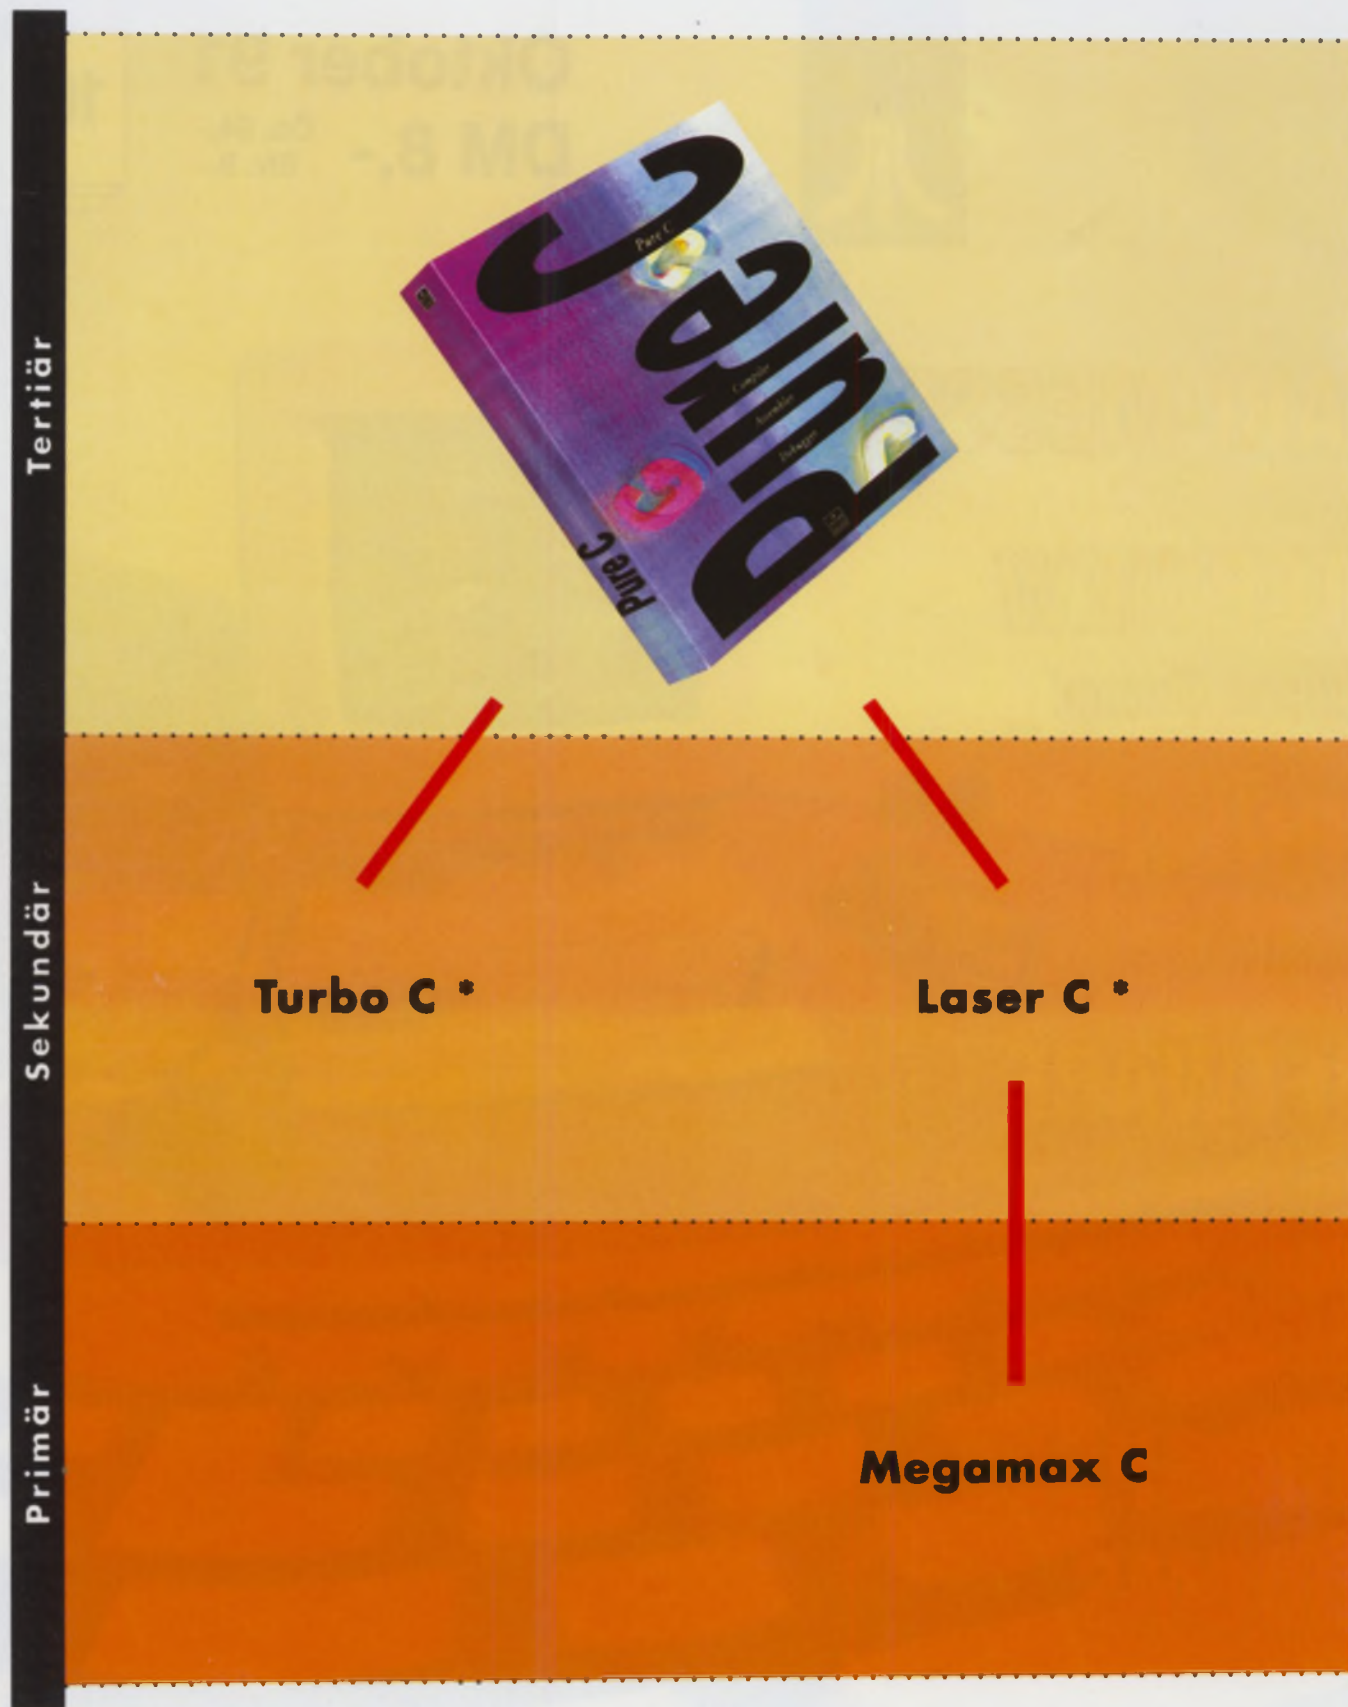 Tertiär
Pure C
Pure C
Compiler
Assembler
Debugger
Pure C
Turbo C *
Laser C *
Sekundär
Megamax C
Primär